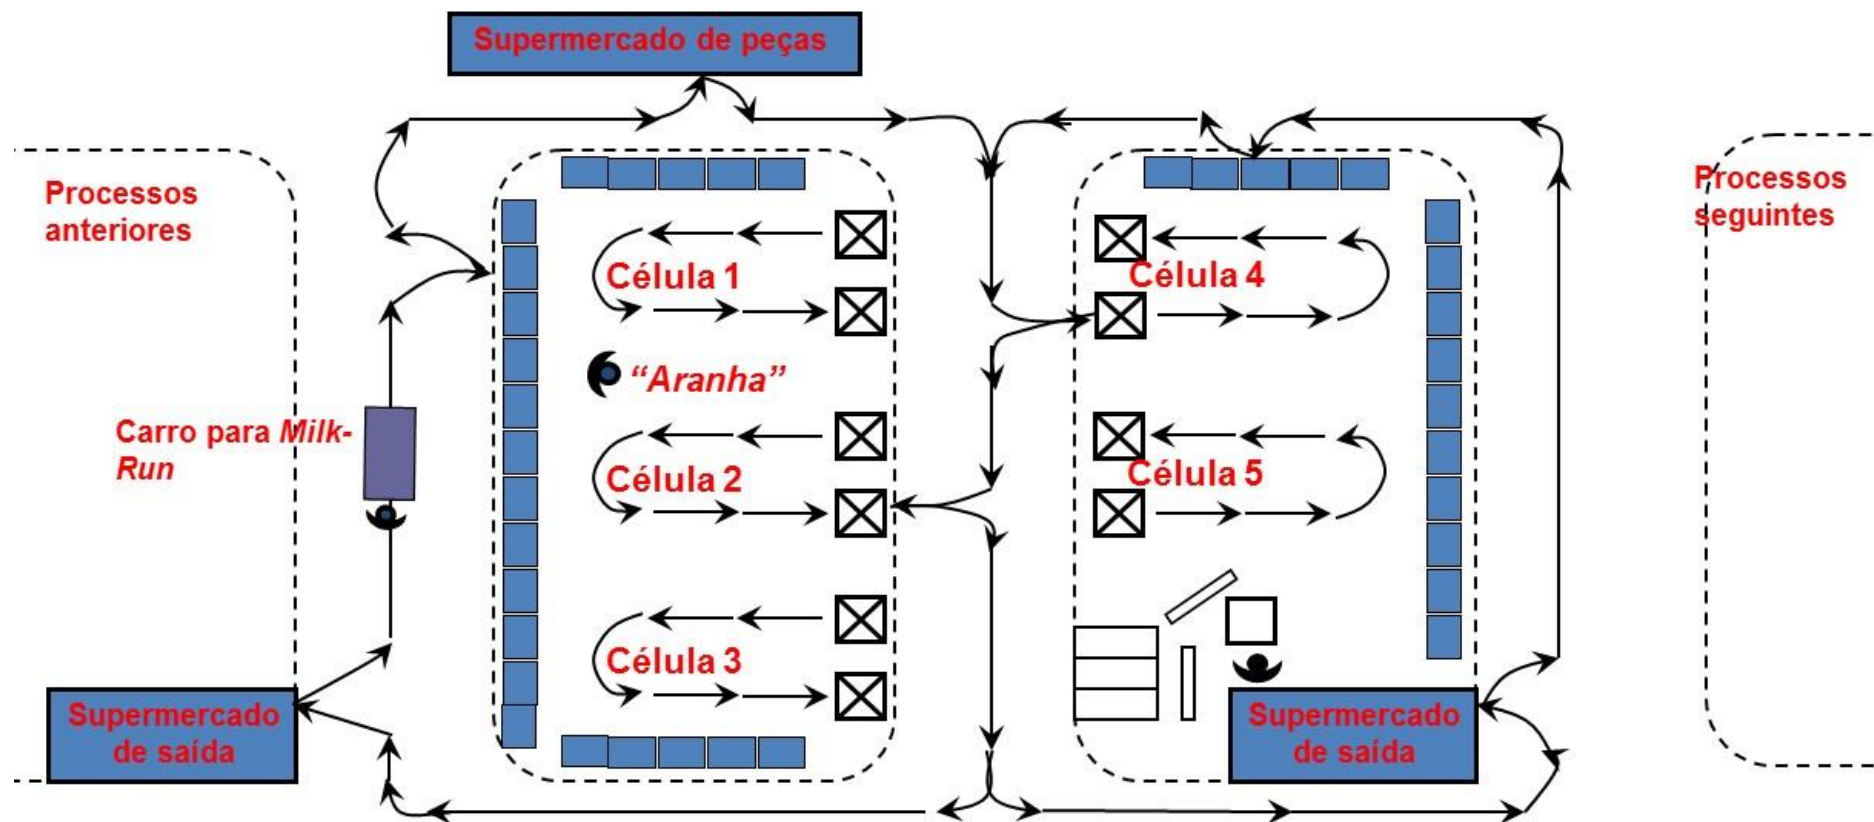 Supermercado de peças
Processos
anteriores
Processos
seguintes
Célula 1
Célula 4
“Aranha”
Carro para Milk-
Run
Célula 2
Célula 5
Célula 3
Supermercado
de saída
Supermercado
de saída